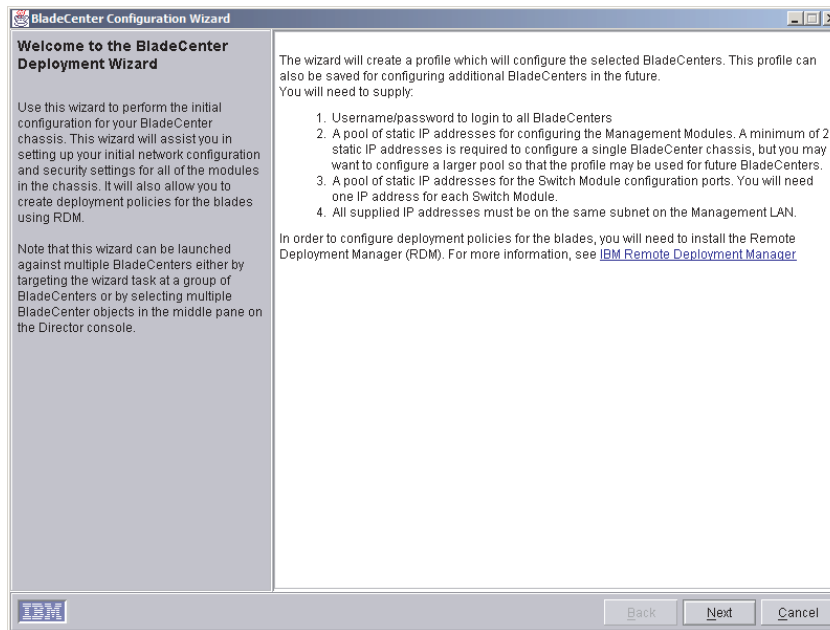 BladeCenter Configuration Wizard
Welcome to the BladeCenter
Deployment Wizard
Use this wizard to perform the initial
configuration for your BladeCenter
chassis. This wizard will assist you in
setting up your initial network configuration
and security settings for all of the modules
in the chassis. It will also allow you to
create deployment policies for the blades
using RDM.
Note that this wizard can be launched
against multiple BladeCenters either by
targeting the wizard task at a group of
BladeCenters or by selecting multiple
BladeCenter objects in the middle pane on
the Director console.
The wizard will create a profile which will configure the selected BladeCenters. This profile can
also be saved for configuring additional BladeCenters in the future.
You will need to supply:
1. Username/password to login to all BladeCenters
2. A pool of static IP addresses for configuring the Management Modules. A minimum of 2
static IP addresses is required to configure a single BladeCenter chassis, but you may
want to configure a larger pool so that the profile may be used for future BladeCenters.
3. A pool of static IP addresses for the Switch Module configuration ports. You will need
one IP address for each Switch Module.
4. All supplied IP addresses must be on the same subnet on the Management LAN.
In order to configure deployment policies for the blades, you will need to install the Remote
Deployment Manager (RDM). For more information, see IBM Remote Deployment Manager
IBM
Back Next Cancel